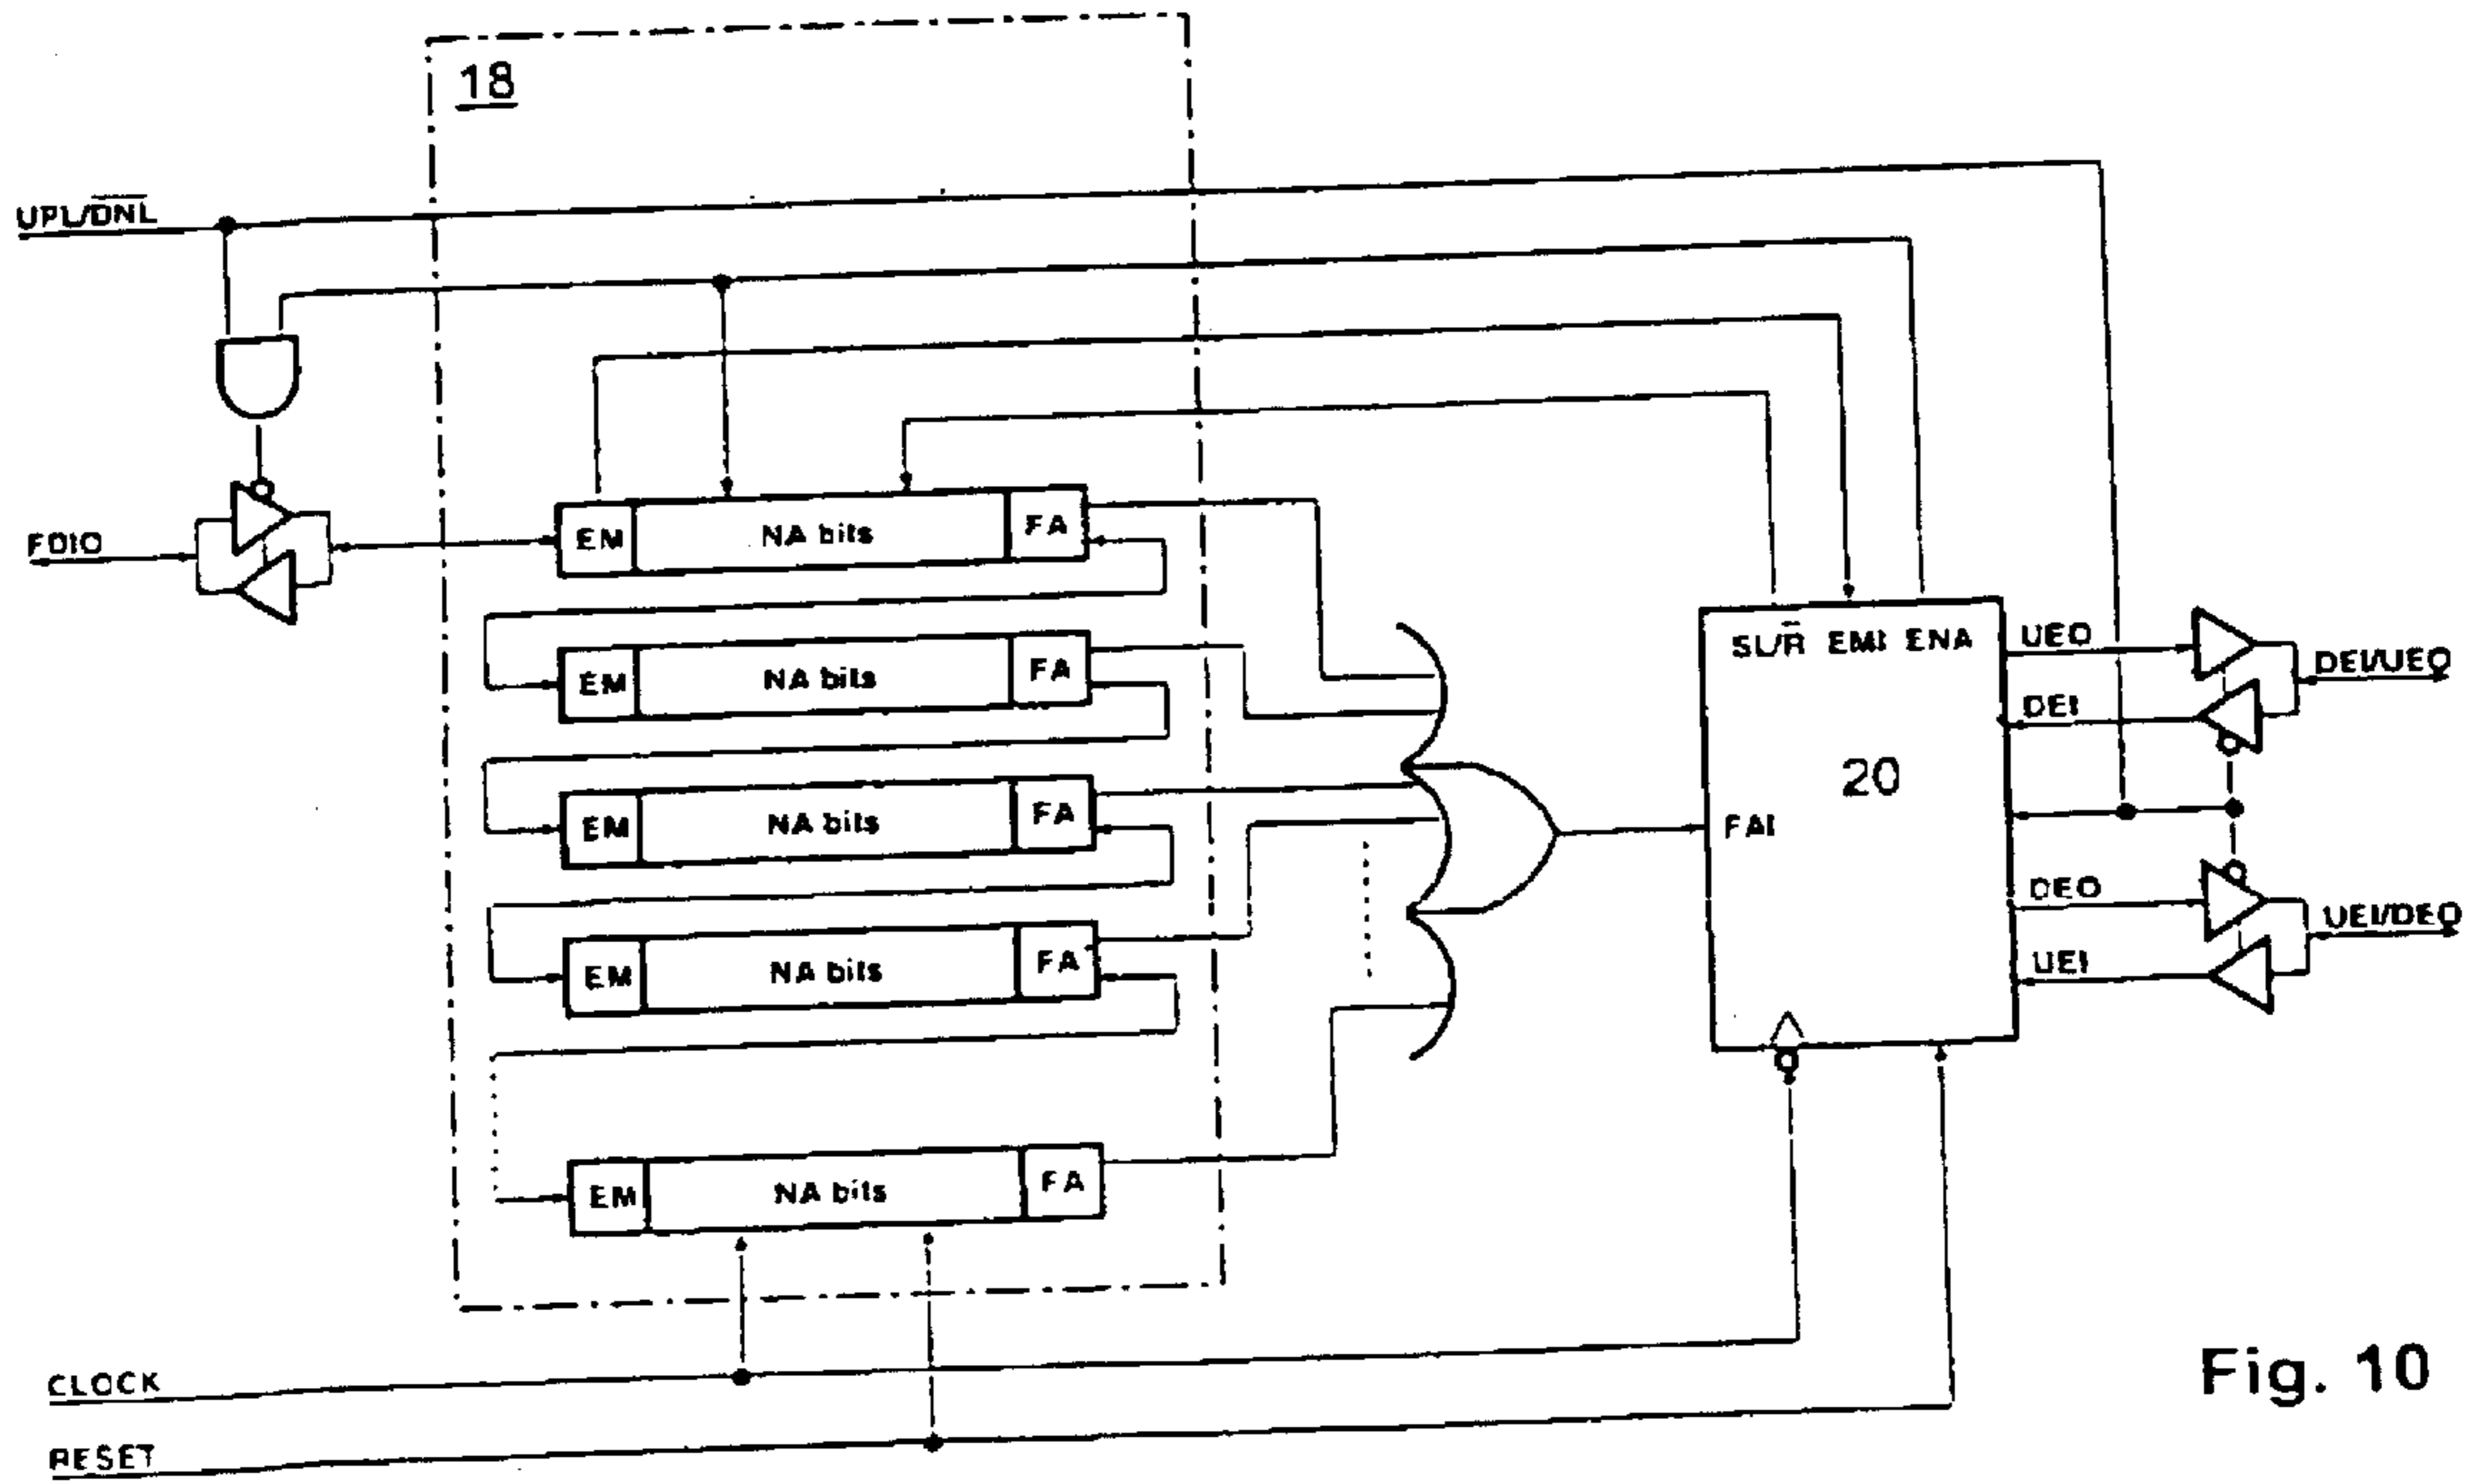 18
UPL/D̅N̅L̅
FDIO
EM NA bits FA
EM NA bits FA
EM NA bits FA
EM NA bits FA
EM NA bits FA
SL/R̅ EMI ENA
20
FAI
UEO
DEI
DEO
UEI
DEI/UEO
UEI/DEO
CLOCK
RESET
Fig. 10